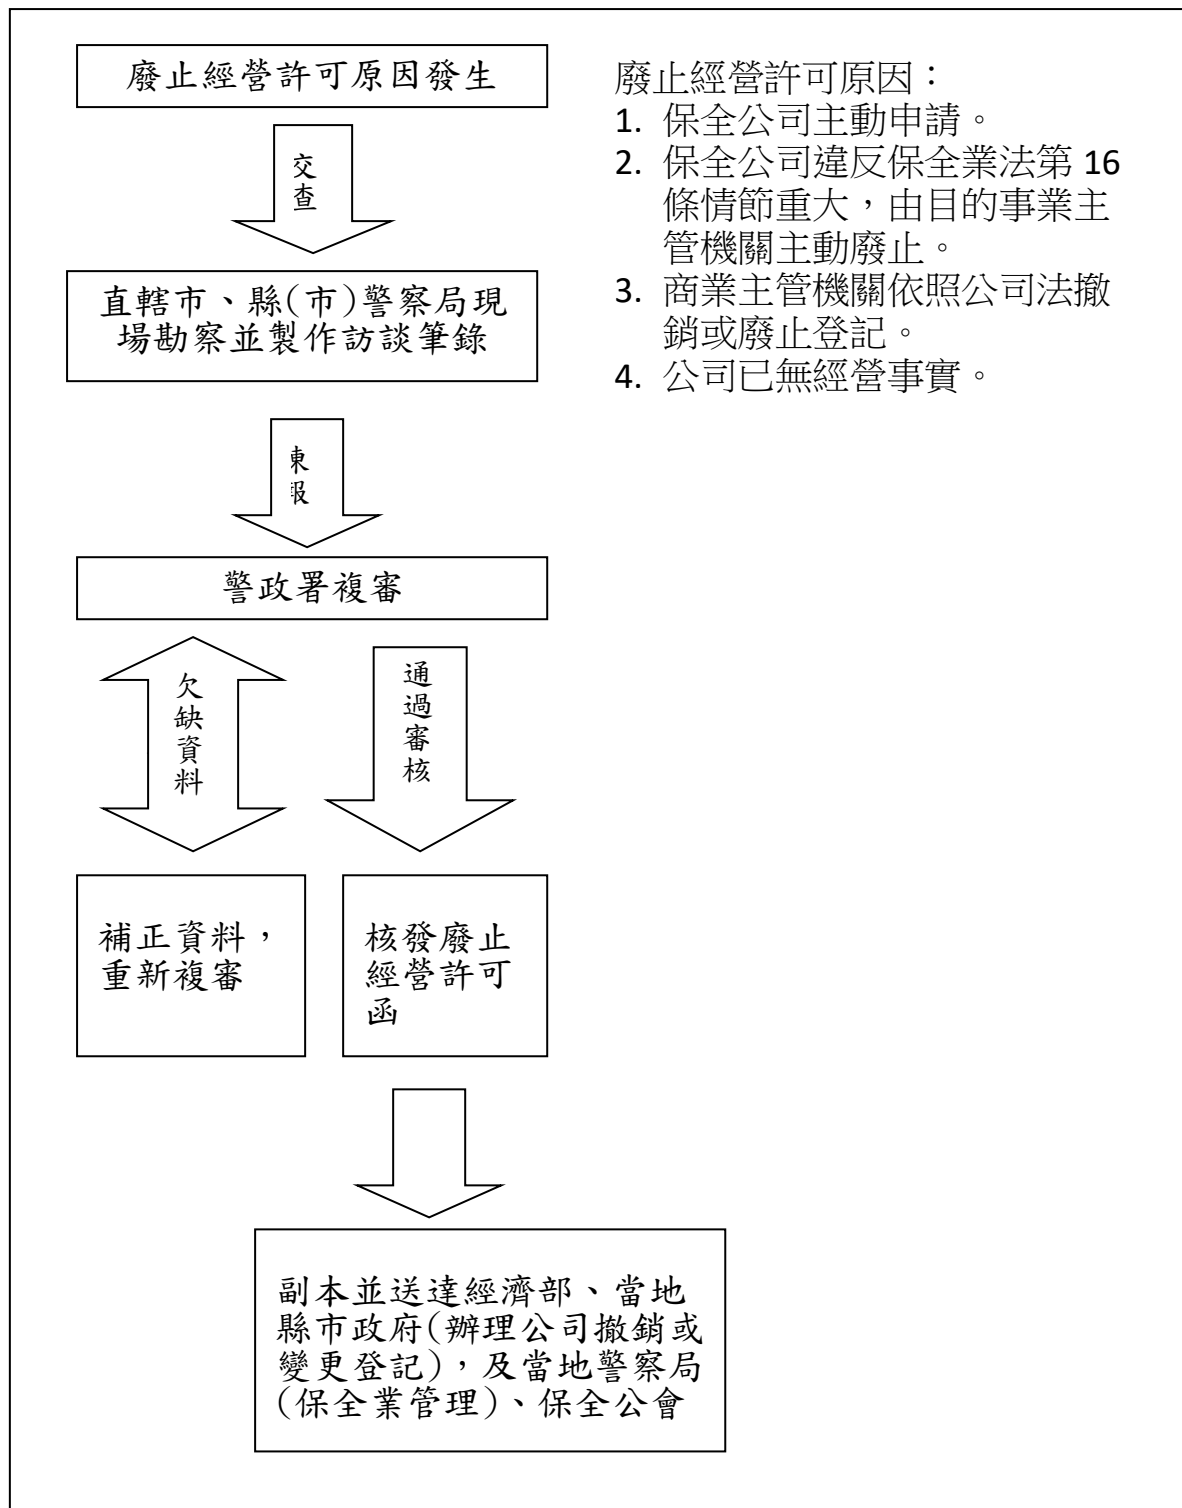 廢止經營許可原因發生
交
查
直轄市、縣(市)警察局現
場勘察並製作訪談筆錄
警政署複審
欠
缺
資
料
通
過
審
核
補正資料，
重新複審
核發廢止
經營許可
函
副本並送達經濟部、當地
縣市政府(辦理公司撤銷或
變更登記)，及當地警察局
(保全業管理)、保全公會
廢止經營許可原因：
1. 保全公司主動申請。
2. 保全公司違反保全業法第 16
條情節重大，由目的事業主
管機關主動廢止。
3. 商業主管機關依照公司法撤
銷或廢止登記。
4. 公司已無經營事實。